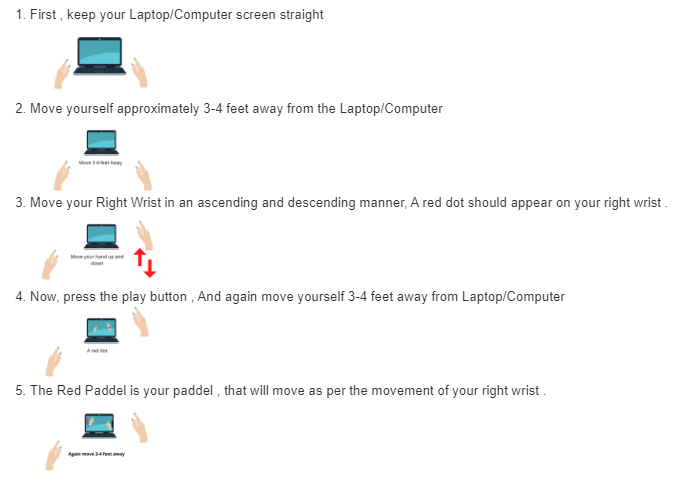 1. First , keep your Laptop/Computer screen straight
2. Move yourself approximately 3-4 feet away from the Laptop/Computer
Move 3-4 feet Away
3. Move your Right Wrist in an ascending and descending manner, A red dot should appear on your right wrist .
Move your hand up and
down
4. Now, press the play button , And again move yourself 3-4 feet away from Laptop/Computer
A red dot
5. The Red Paddel is your paddel , that will move as per the movement of your right wrist .
Again move 3-4 feet away